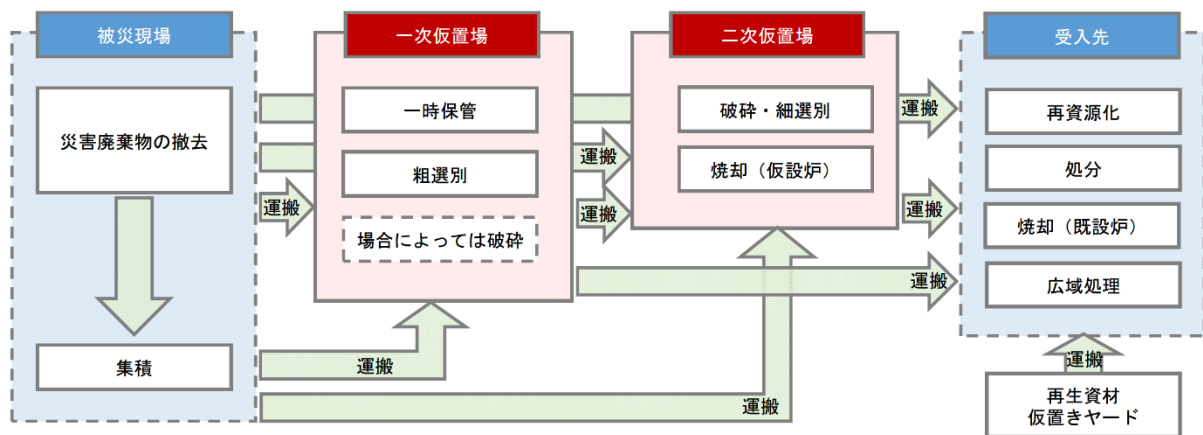 被災現場
災害廃棄物の撤去
集積
運搬
運搬
運搬
一次仮置場
一時保管
粗選別
場合によっては破砕
運搬
運搬
運搬
二次仮置場
破砕・細選別
焼却（仮設炉）
運搬
運搬
受入先
再資源化
処分
焼却（既設炉）
広域処理
運搬
再生資材
仮置きヤード